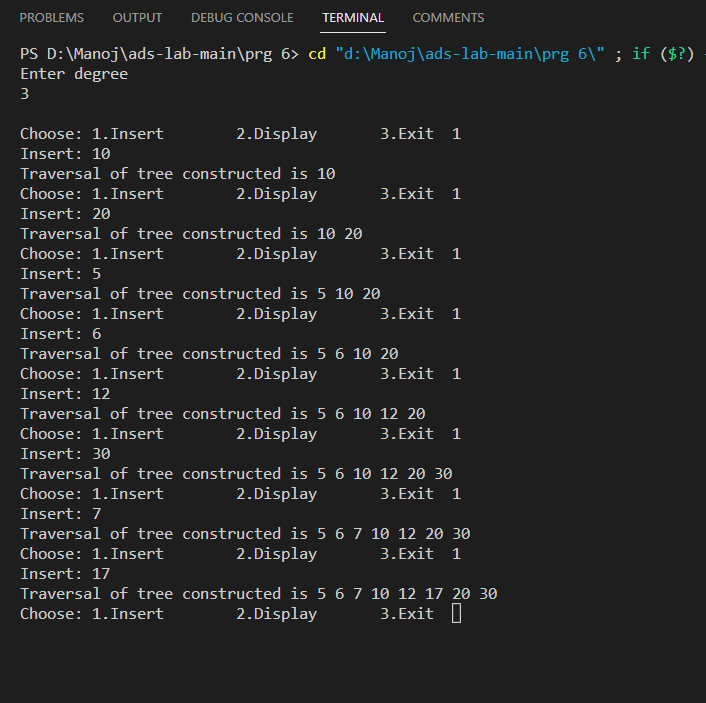 PROBLEMS OUTPUT DEBUG CONSOLE TERMINAL COMMENTS
PS D:\Manoj\ads-lab-main\prg 6> cd "d:\Manoj\ads-lab-main\prg 6\" ; if ($?)
Enter degree
3
Choose: 1.Insert 2.Display 3.Exit 1
Insert: 10
Traversal of tree constructed is 10
Choose: 1.Insert 2.Display 3.Exit 1
Insert: 20
Traversal of tree constructed is 10 20
Choose: 1.Insert 2.Display 3.Exit 1
Insert: 5
Traversal of tree constructed is 5 10 20
Choose: 1.Insert 2.Display 3.Exit 1
Insert: 6
Traversal of tree constructed is 5 6 10 20
Choose: 1.Insert 2.Display 3.Exit 1
Insert: 12
Traversal of tree constructed is 5 6 10 12 20
Choose: 1.Insert 2.Display 3.Exit 1
Insert: 30
Traversal of tree constructed is 5 6 10 12 20 30
Choose: 1.Insert 2.Display 3.Exit 1
Insert: 7
Traversal of tree constructed is 5 6 7 10 12 20 30
Choose: 1.Insert 2.Display 3.Exit 1
Insert: 17
Traversal of tree constructed is 5 6 7 10 12 17 20 30
Choose: 1.Insert 2.Display 3.Exit